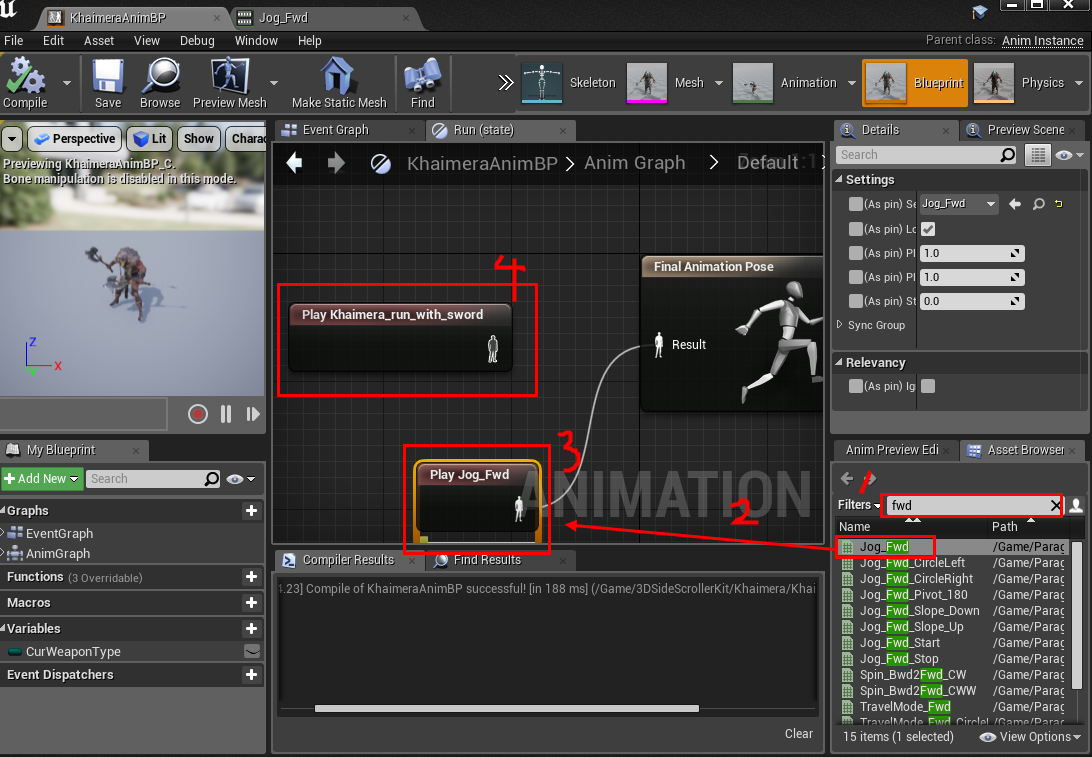 KhaimeraAnimBP
Jog_Fwd
File Edit Asset View Debug Window Help
Parent class: Anim Instance
Compile Save Browse Preview Mesh Make Static Mesh Find
Skeleton Mesh Animation Blueprint Physics
Perspective Lit Show Charac
Previewing KhaimeraAnimBP_C.
Bone manipulation is disabled in this mode.
Z
X
Y
My Blueprint
Add New Search
Graphs
EventGraph
AnimGraph
Functions (3 Overridable)
Macros
Variables
CurWeaponType
Event Dispatchers
Event Graph Run (state)
KhaimeraAnimBP > Anim Graph > Default
4
Play Khaimera_run_with_sword
Final Animation Pose
Result
3
Play Jog_Fwd
ANIMATION
2
Compiler Results Find Results
4.23] Compile of KhaimeraAnimBP successful! [in 188 ms] (/Game/3DSideScrollerKit/Khaimera/Khai
Clear
Details Preview Scene
Search
Settings
(As pin) Se Jog_Fwd
(As pin) Lo
(As pin) Pl 1.0
(As pin) Pl 1.0
(As pin) St 0.0
Sync Group
Relevancy
(As pin) Ig
Anim Preview Edi Asset Browser
1
Filters fwd
Name Path
Jog_Fwd /Game/Parag
Jog_Fwd_CircleLeft /Game/Parag
Jog_Fwd_CircleRight /Game/Parag
Jog_Fwd_Pivot_180 /Game/Parag
Jog_Fwd_Slope_Down /Game/Parag
Jog_Fwd_Slope_Up /Game/Parag
Jog_Fwd_Start /Game/Parag
Jog_Fwd_Stop /Game/Parag
Spin_Bwd2Fwd_CW /Game/Parag
Spin_Bwd2Fwd_CWW /Game/Parag
TravelMode_Fwd /Game/Parag
TravelMode_Fwd_Circlel /Game/Parag
15 items (1 selected) View Options